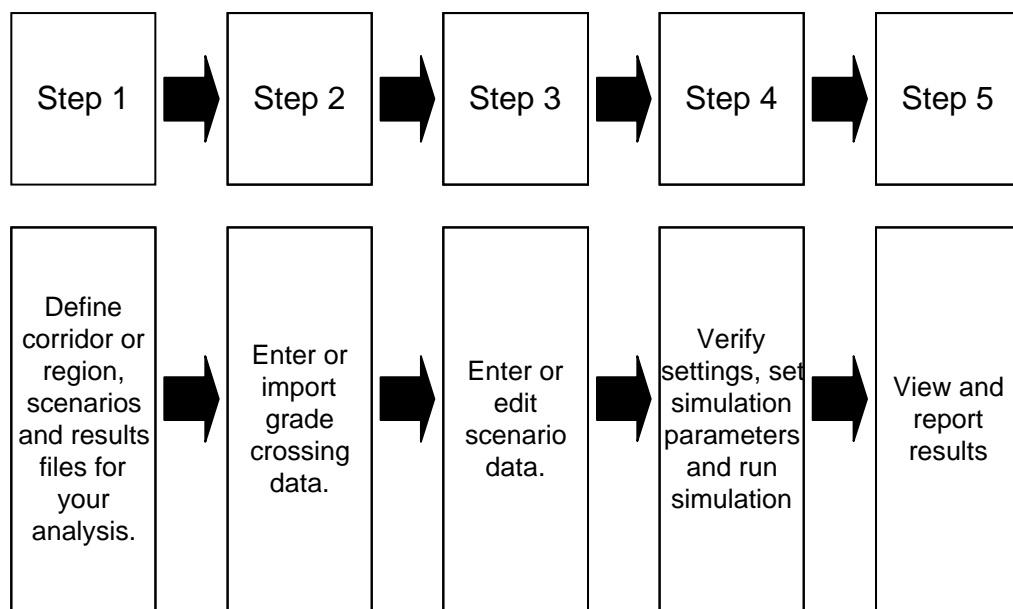 Step 1
Step 2
Step 3
Step 4
Step 5
Define
corridor or
region,
scenarios
and results
files for
your
analysis.
Enter or
import
grade
crossing
data.
Enter or
edit
scenario
data.
Verify
settings, set
simulation
parameters
and run
simulation
View and
report
results